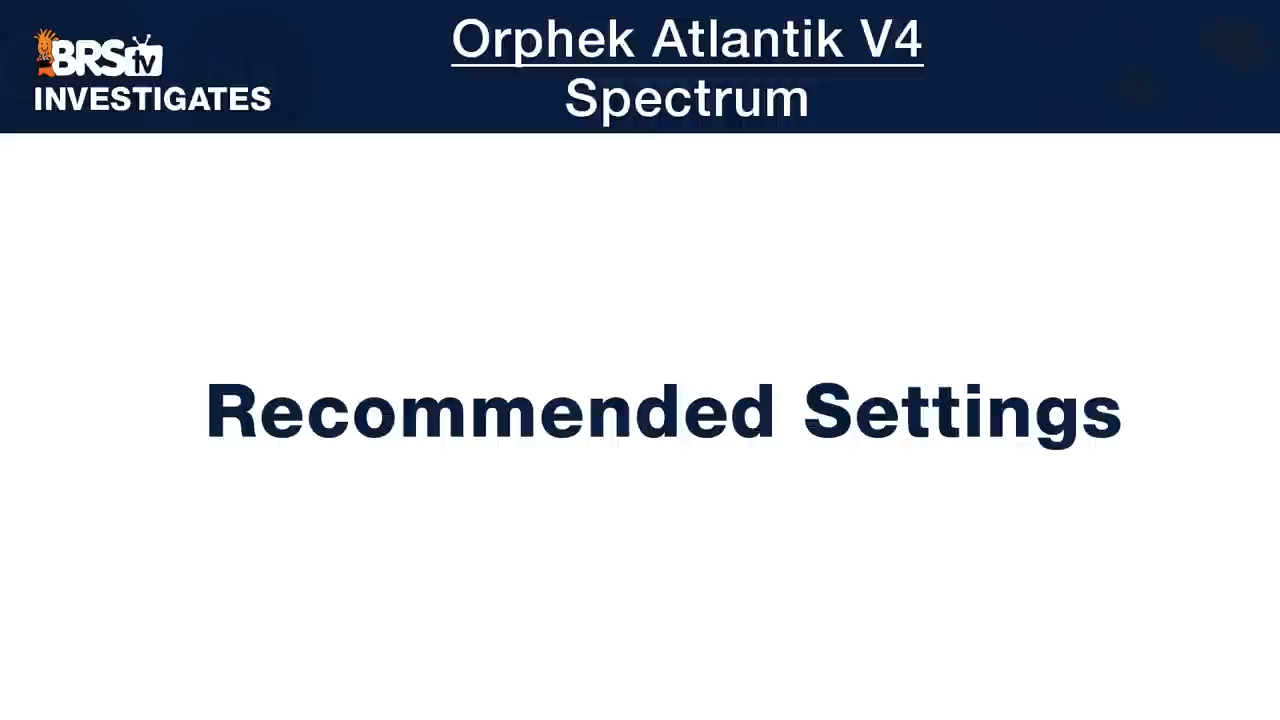 BRStv
INVESTIGATES
Orphek Atlantik V4
Spectrum
Recommended Settings